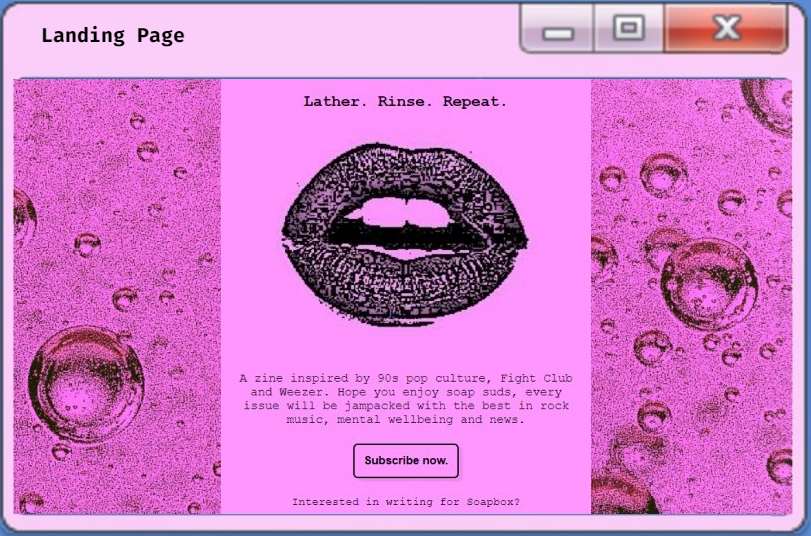 Landing Page
Lather. Rinse. Repeat.
A zine inspired by 90s pop culture, Fight Club
and Weezer. Hope you enjoy soap suds, every
issue will be jampacked with the best in rock
music, mental wellbeing and news.
Subscribe now.
Interested in writing for Soapbox?